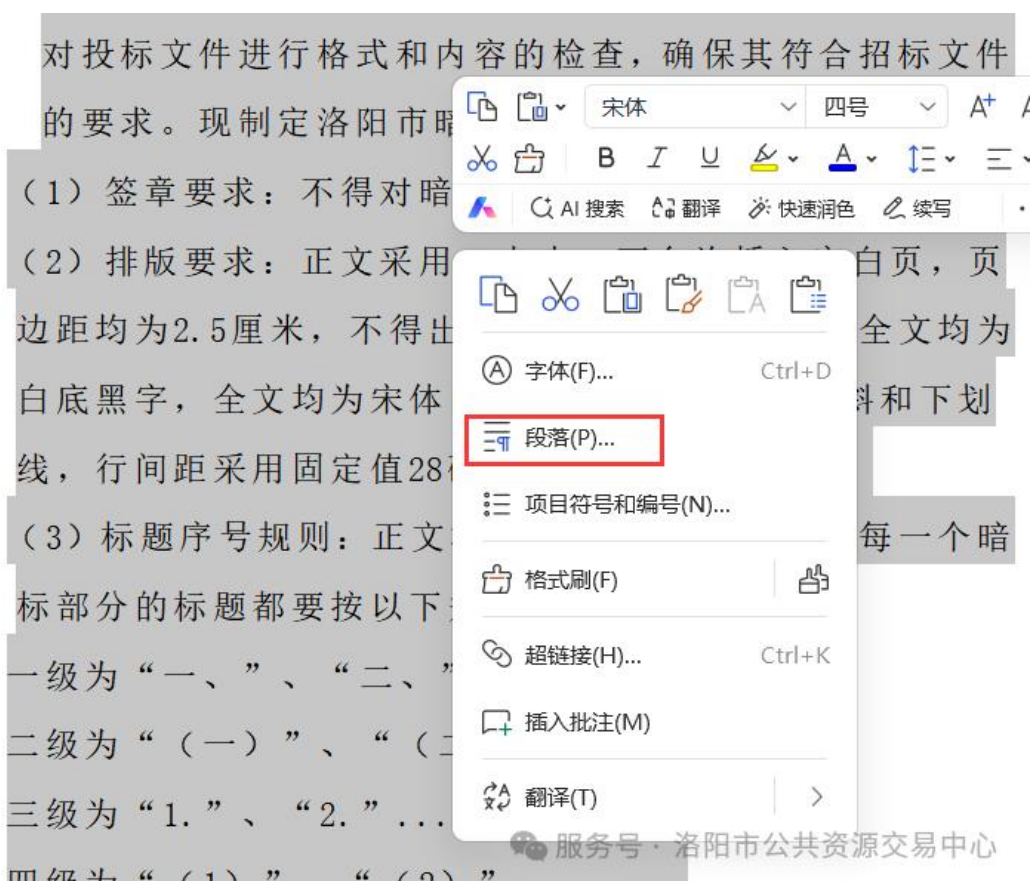 对投标文件进行格式和内容的检查，确保其符合招标文件
的要求。现制定洛阳市暗
（1）签章要求：不得对暗
（2）排版要求：正文采用
白页，页
边距均为2.5厘米，不得出
全文均为
白底黑字，全文均为宋体
斜和下划
线，行间距采用固定值28
（3）标题序号规则：正文
每一个暗
标部分的标题都要按以下
一级为“一、”、“二、”
二级为“（一）”、“（二
三级为“1.”、“2.”...
四级为“（1）”、“（2）”
宋体 四号 A+
B I U A
AI 搜索 翻译 快速润色 续写
字体(F)... Ctrl+D
段落(P)...
项目符号和编号(N)...
格式刷(F)
超链接(H)... Ctrl+K
插入批注(M)
翻译(T)
服务号 · 洛阳市公共资源交易中心